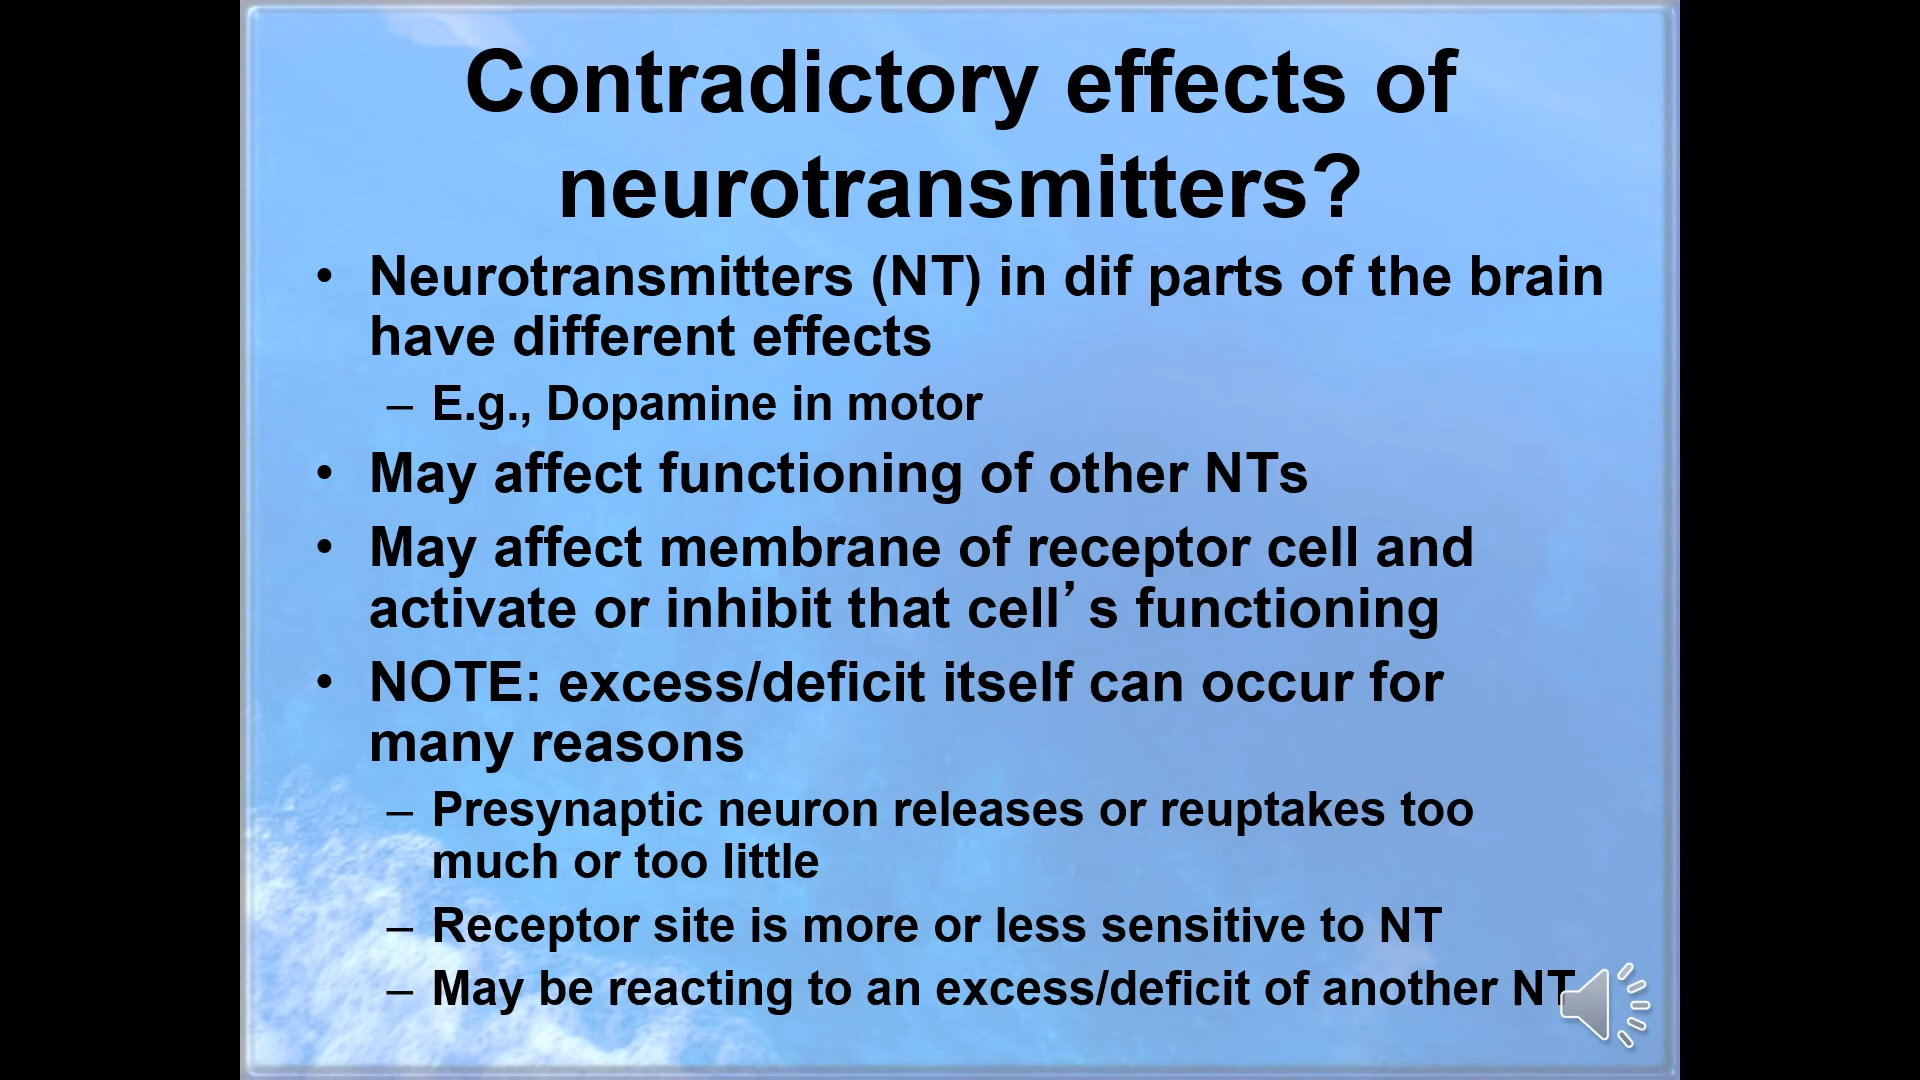 Contradictory effects of
neurotransmitters?
• Neurotransmitters (NT) in dif parts of the brain
have different effects
– E.g., Dopamine in motor
• May affect functioning of other NTs
• May affect membrane of receptor cell and
activate or inhibit that cell’s functioning
• NOTE: excess/deficit itself can occur for
many reasons
– Presynaptic neuron releases or reuptakes too
much or too little
– Receptor site is more or less sensitive to NT
– May be reacting to an excess/deficit of another NT